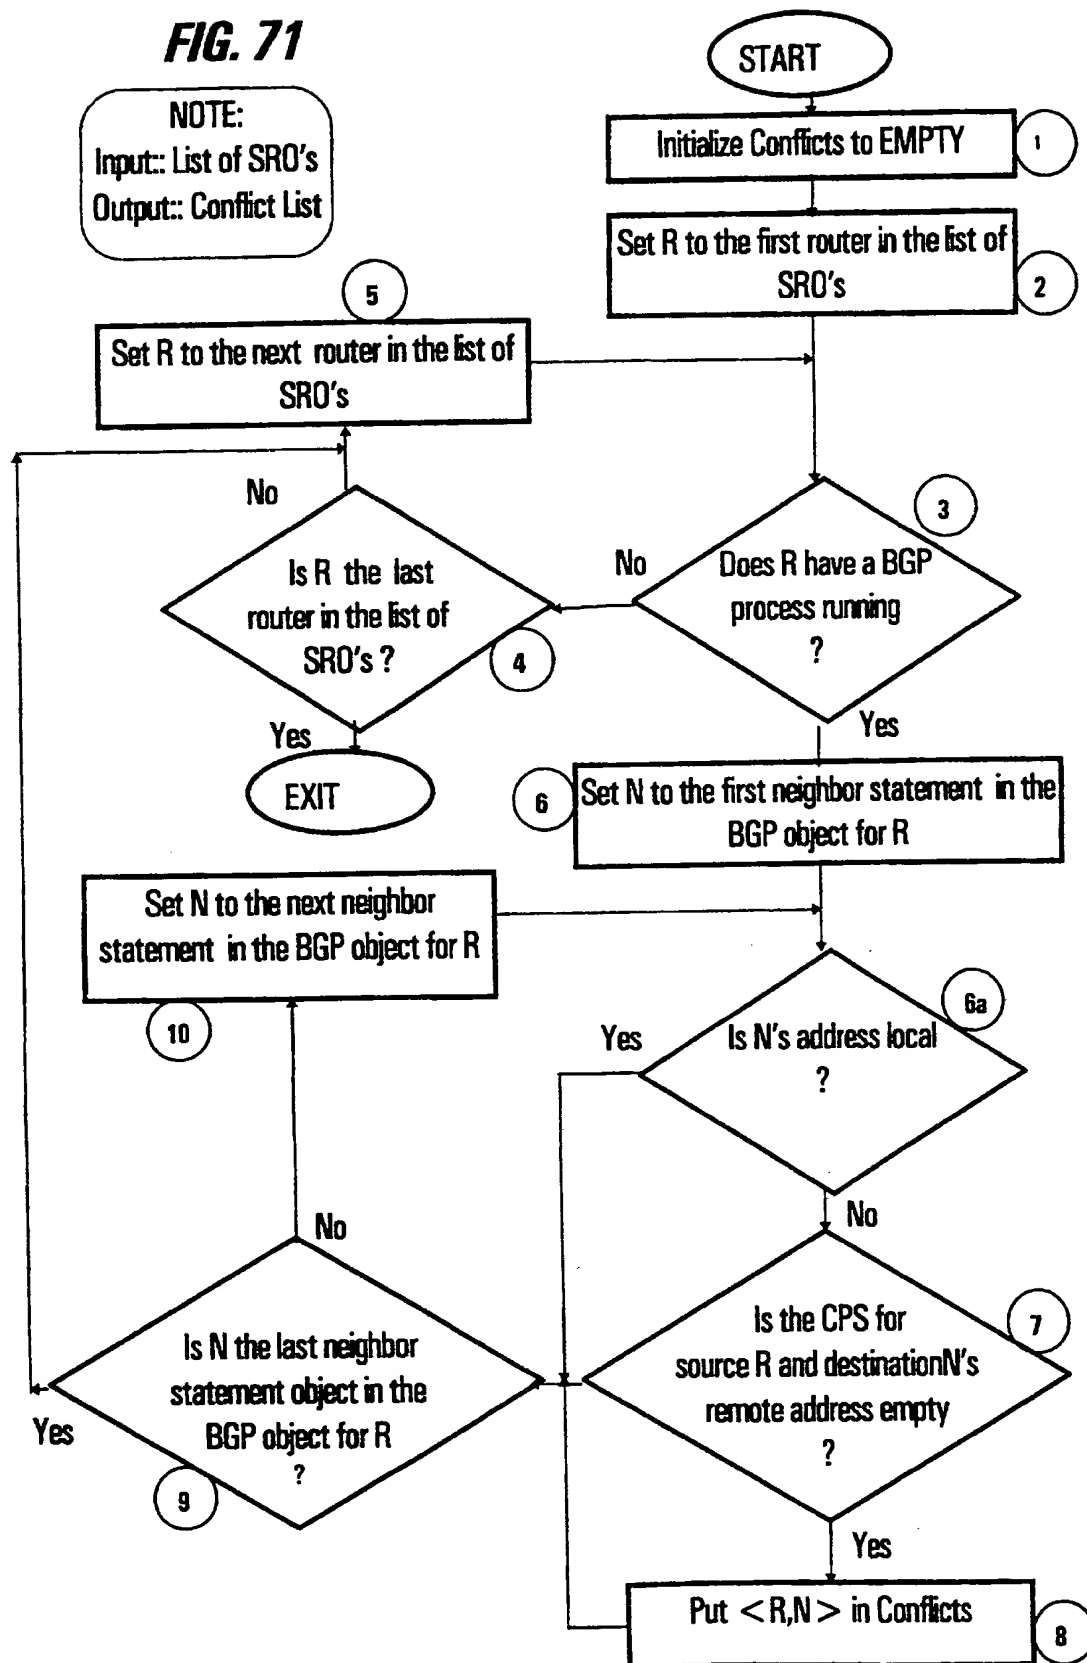 FIG. 71
NOTE:
Input:: List of SRO's
Output:: Conflict List
START
Initialize Conflicts to EMPTY
1
Set R to the first router in the list of
SRO's
2
5
Set R to the next router in the list of
SRO's
No
Is R the last
router in the list of
SRO's ?
4
Yes
EXIT
3
No
Does R have a BGP
process running
?
Yes
6
Set N to the first neighbor statement in the
BGP object for R
Set N to the next neighbor
statement in the BGP object for R
10
6a
Yes
Is N's address local
?
No
No
Is N the last neighbor
statement object in the
BGP object for R
?
Yes
9
7
Is the CPS for
source R and destinationN's
remote address empty
?
Yes
Put <R,N> in Conflicts
8